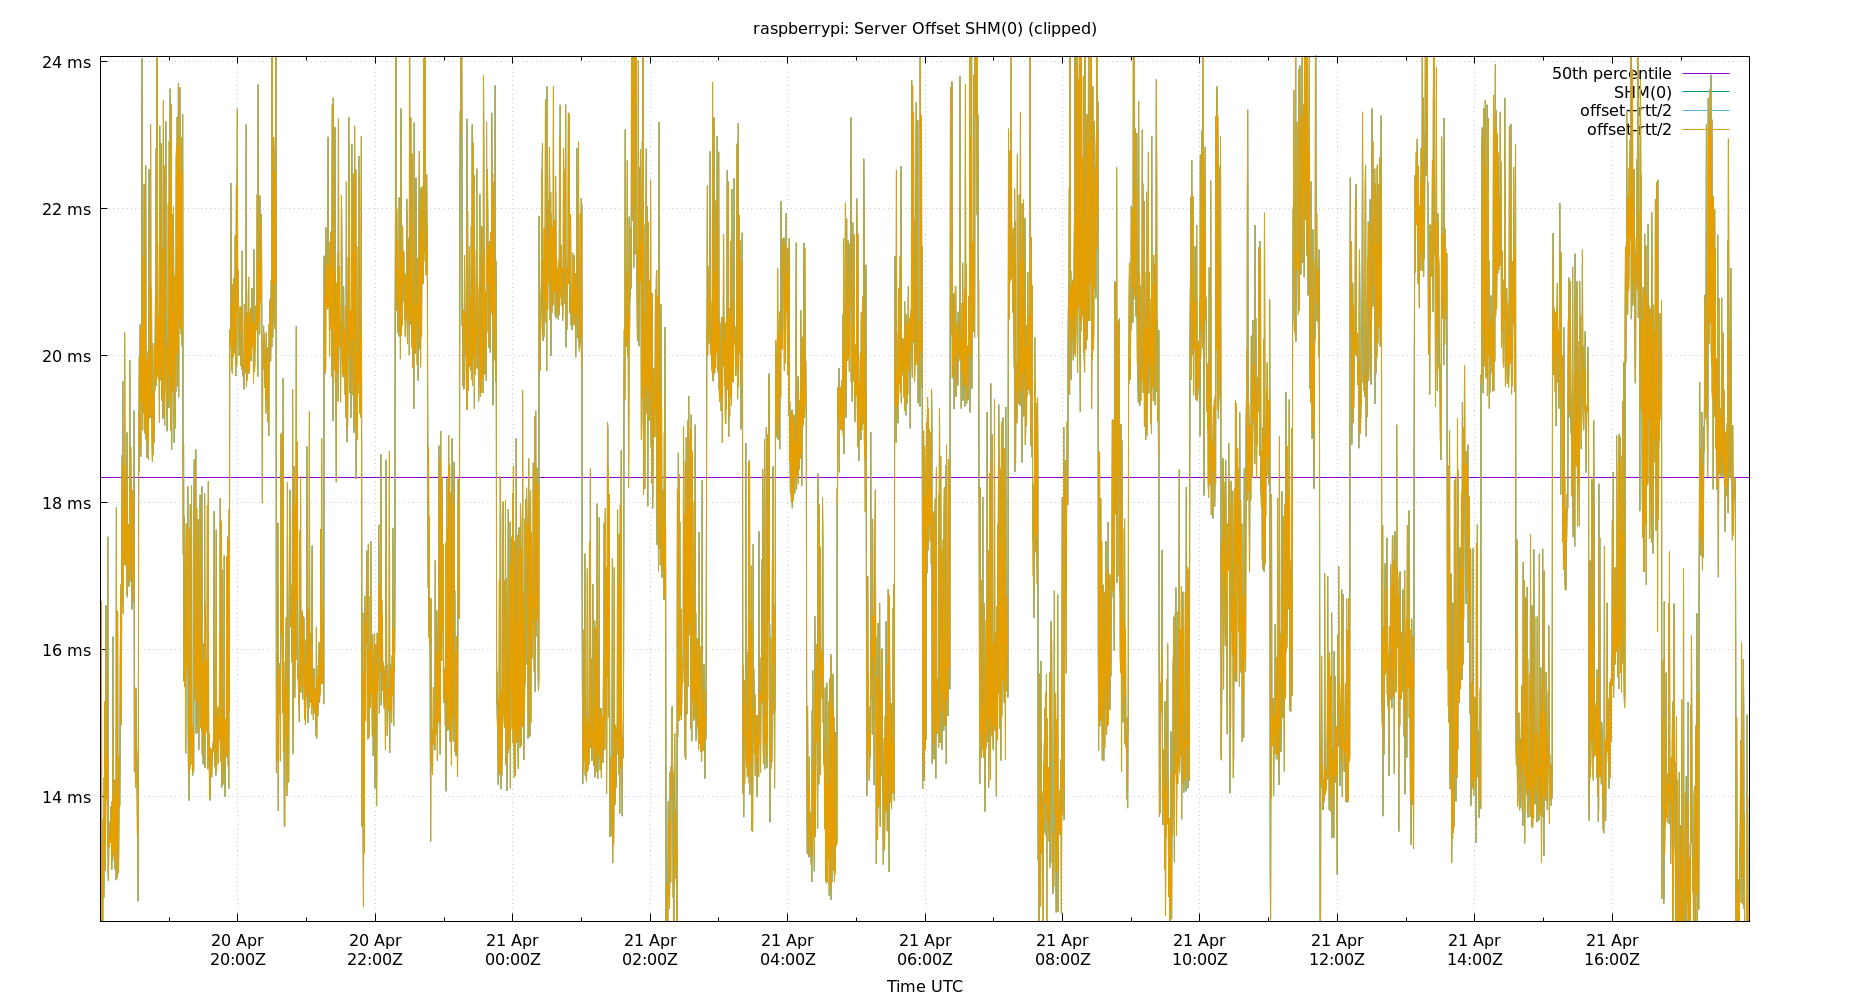 raspberrypi: Server Offset SHM(0) (clipped)
24 ms
22 ms
20 ms
18 ms
16 ms
14 ms
50th percentile
SHM(0)
offset-rtt/2
offset-rtt/2
20 Apr
20:00Z
20 Apr
22:00Z
21 Apr
00:00Z
21 Apr
02:00Z
21 Apr
04:00Z
21 Apr
06:00Z
21 Apr
08:00Z
21 Apr
10:00Z
21 Apr
12:00Z
21 Apr
14:00Z
21 Apr
16:00Z
Time UTC